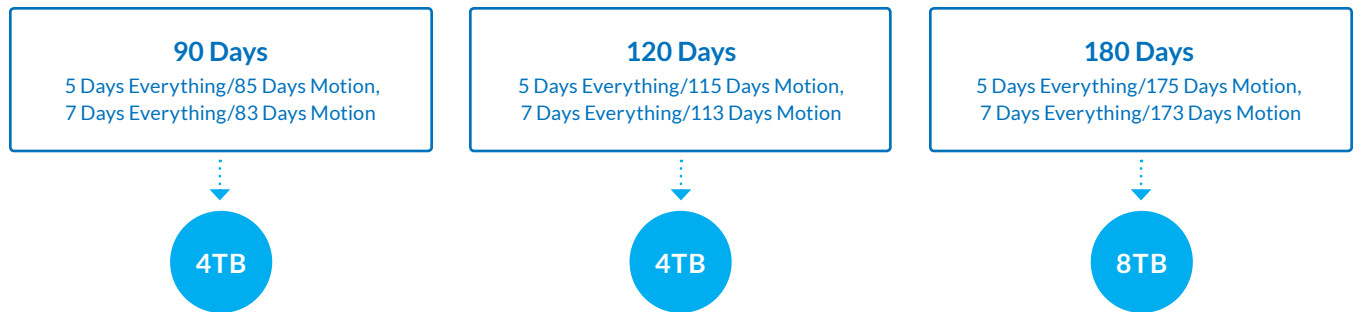 90 Days
5 Days Everything/85 Days Motion,
7 Days Everything/83 Days Motion
120 Days
5 Days Everything/115 Days Motion,
7 Days Everything/113 Days Motion
180 Days
5 Days Everything/175 Days Motion,
7 Days Everything/173 Days Motion
4TB
4TB
8TB